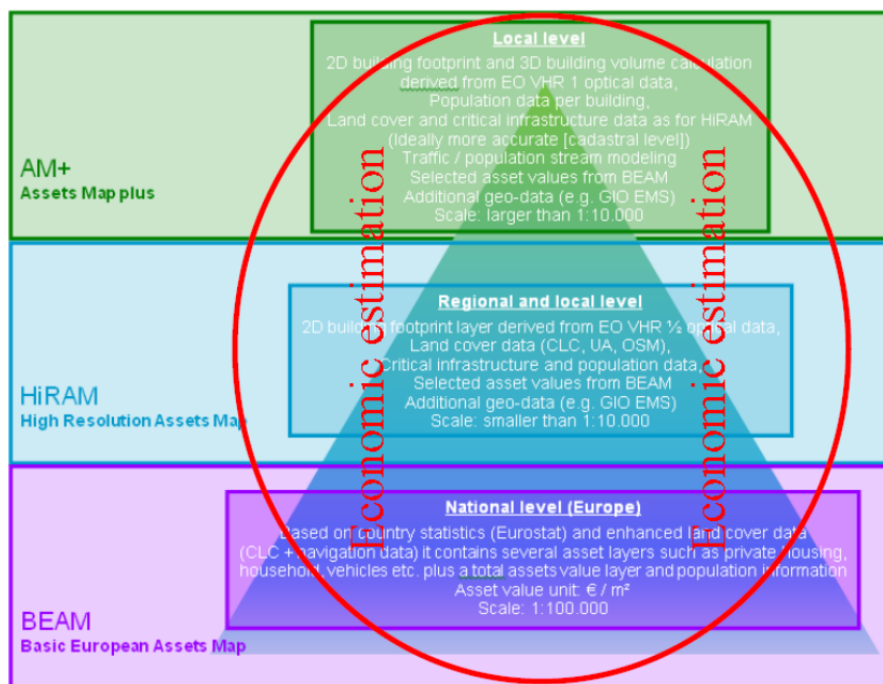 AM+
Assets Map plus
Local level
2D building footprint and 3D building volume calculation
derived from EO VHR 1 optical data,
Population data per building,
Land cover and critical infrastructure data as for HiRAM
(Ideally more accurate [cadastral level])
Traffic / population stream modeling
Selected asset values from BEAM
Additional geo-data (e.g. GIO EMS)
Scale: larger than 1:10.000
HiRAM
High Resolution Assets Map
Regional and local level
2D building footprint layer derived from EO VHR ½ optical data,
Land cover data (CLC, UA, OSM),
Critical infrastructure and population data,
Selected asset values from BEAM
Additional geo-data (e.g. GIO EMS)
Scale: smaller than 1:10.000
BEAM
Basic European Assets Map
National level (Europe)
Based on country statistics (Eurostat) and enhanced land cover data
(CLC + navigation data) it contains several asset layers such as private housing,
household, vehicles etc. plus a total assets value layer and population information
Asset value unit: € / m²
Scale: 1:100.000
Economic estimation
Economic estimation